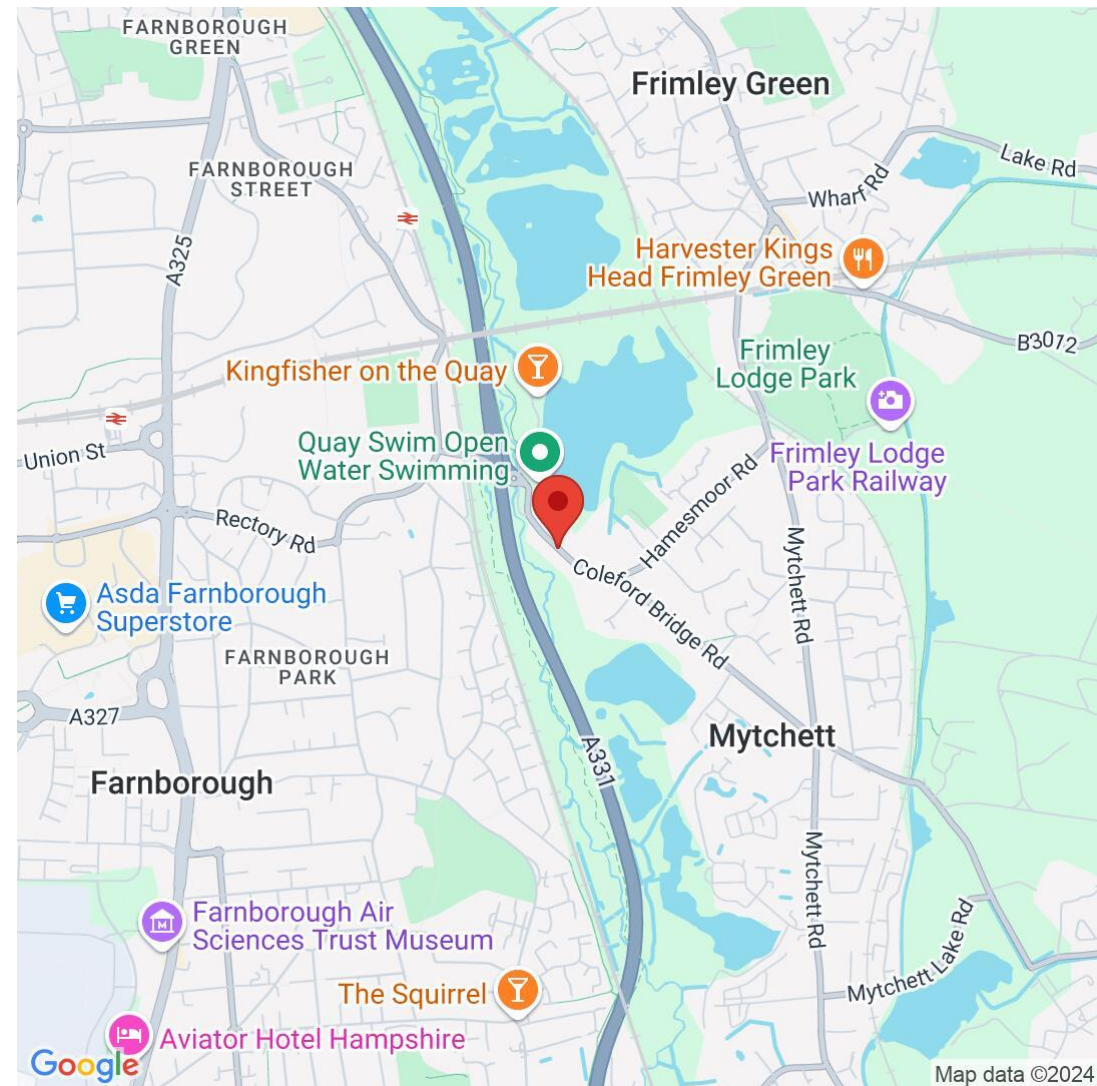 FARNBOROUGH
GREEN
Frimley Green
Lake Rd
FARNBOROUGH
STREET
Wharf Rd
A325
Harvester Kings
Head Frimley Green
B3072
Kingfisher on the Quay
Frimley
Lodge Park
Union St
Quay Swim Open
Water Swimming
Frimley Lodge
Park Railway
Hamesmoor Rd
Rectory Rd
Mytchett Rd
Coleford Bridge Rd
Asda Farnborough
Superstore
FARNBOROUGH
PARK
A327
Mytchett
A331
Farnborough
Mytchett Rd
Farnborough Air
Sciences Trust Museum
M
Mytchett Lake Rd
The Squirrel
Aviator Hotel Hampshire
Google
Map data ©2024